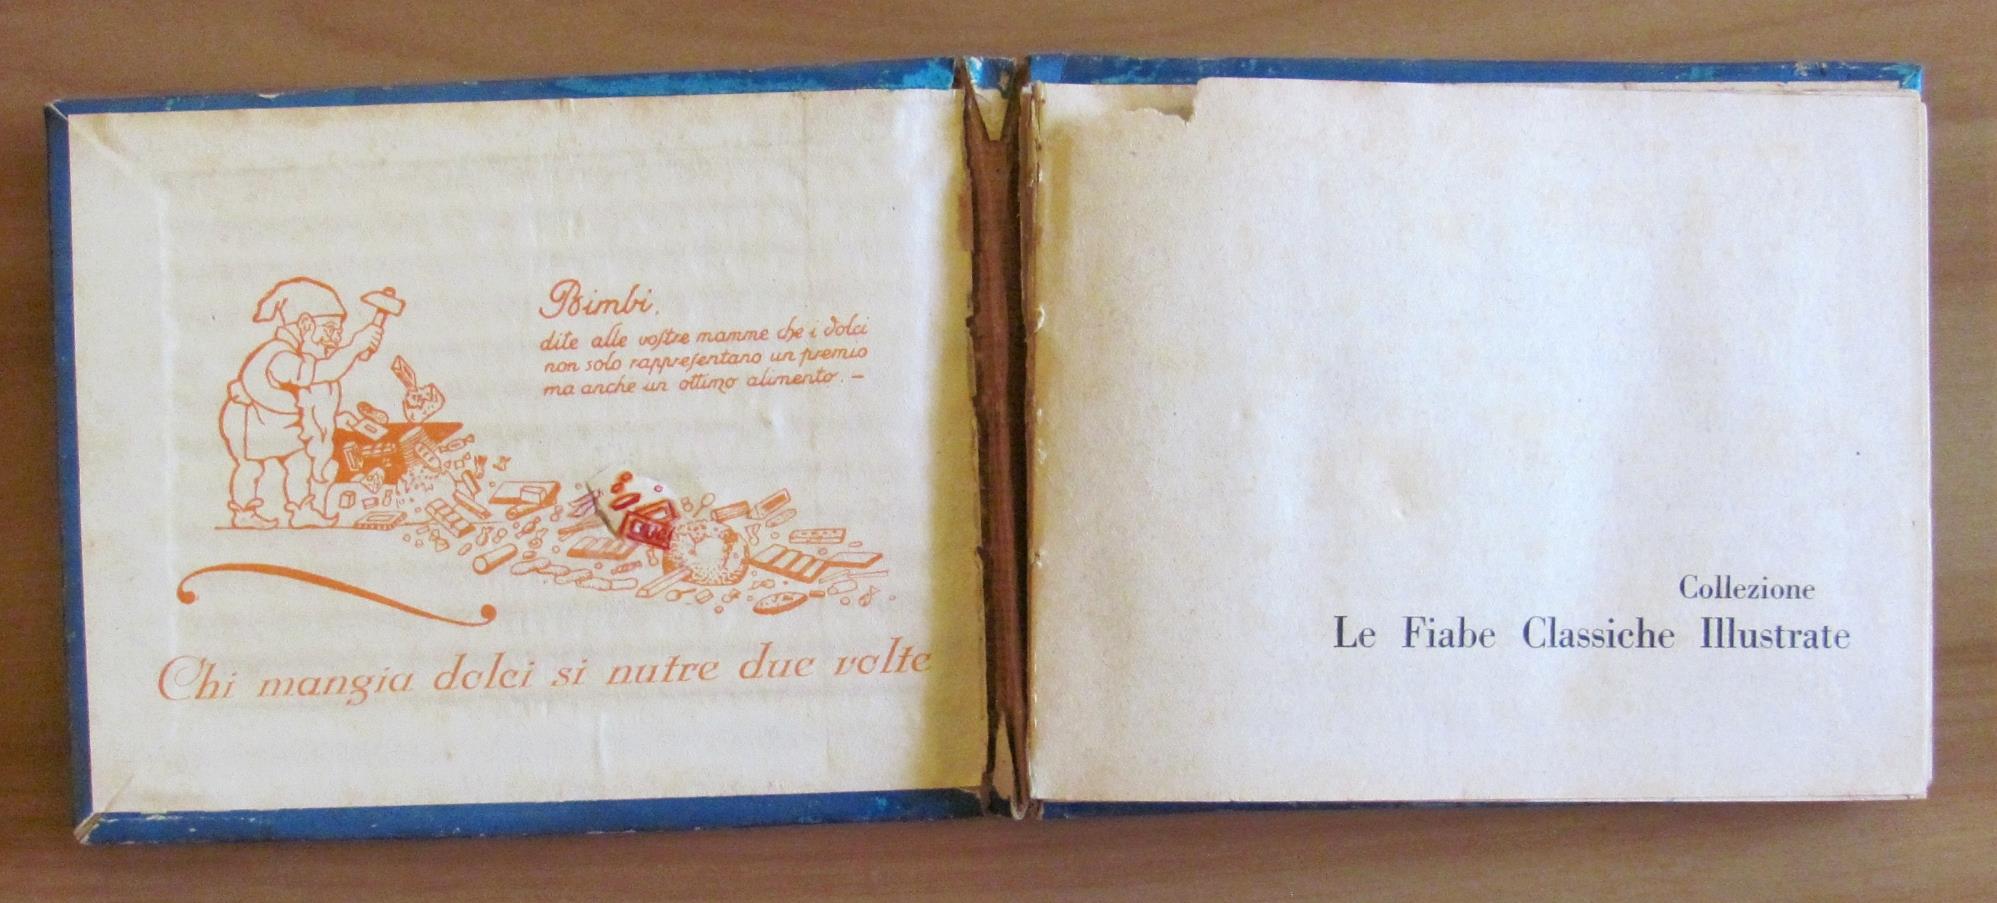 Bimbi,
dite alle vostre mamme che i dolci
non solo rappresentano un premio
ma anche un ottimo alimento. –
Chi mangia dolci si nutre due volte
Collezione
Le Fiabe Classiche Illustrate